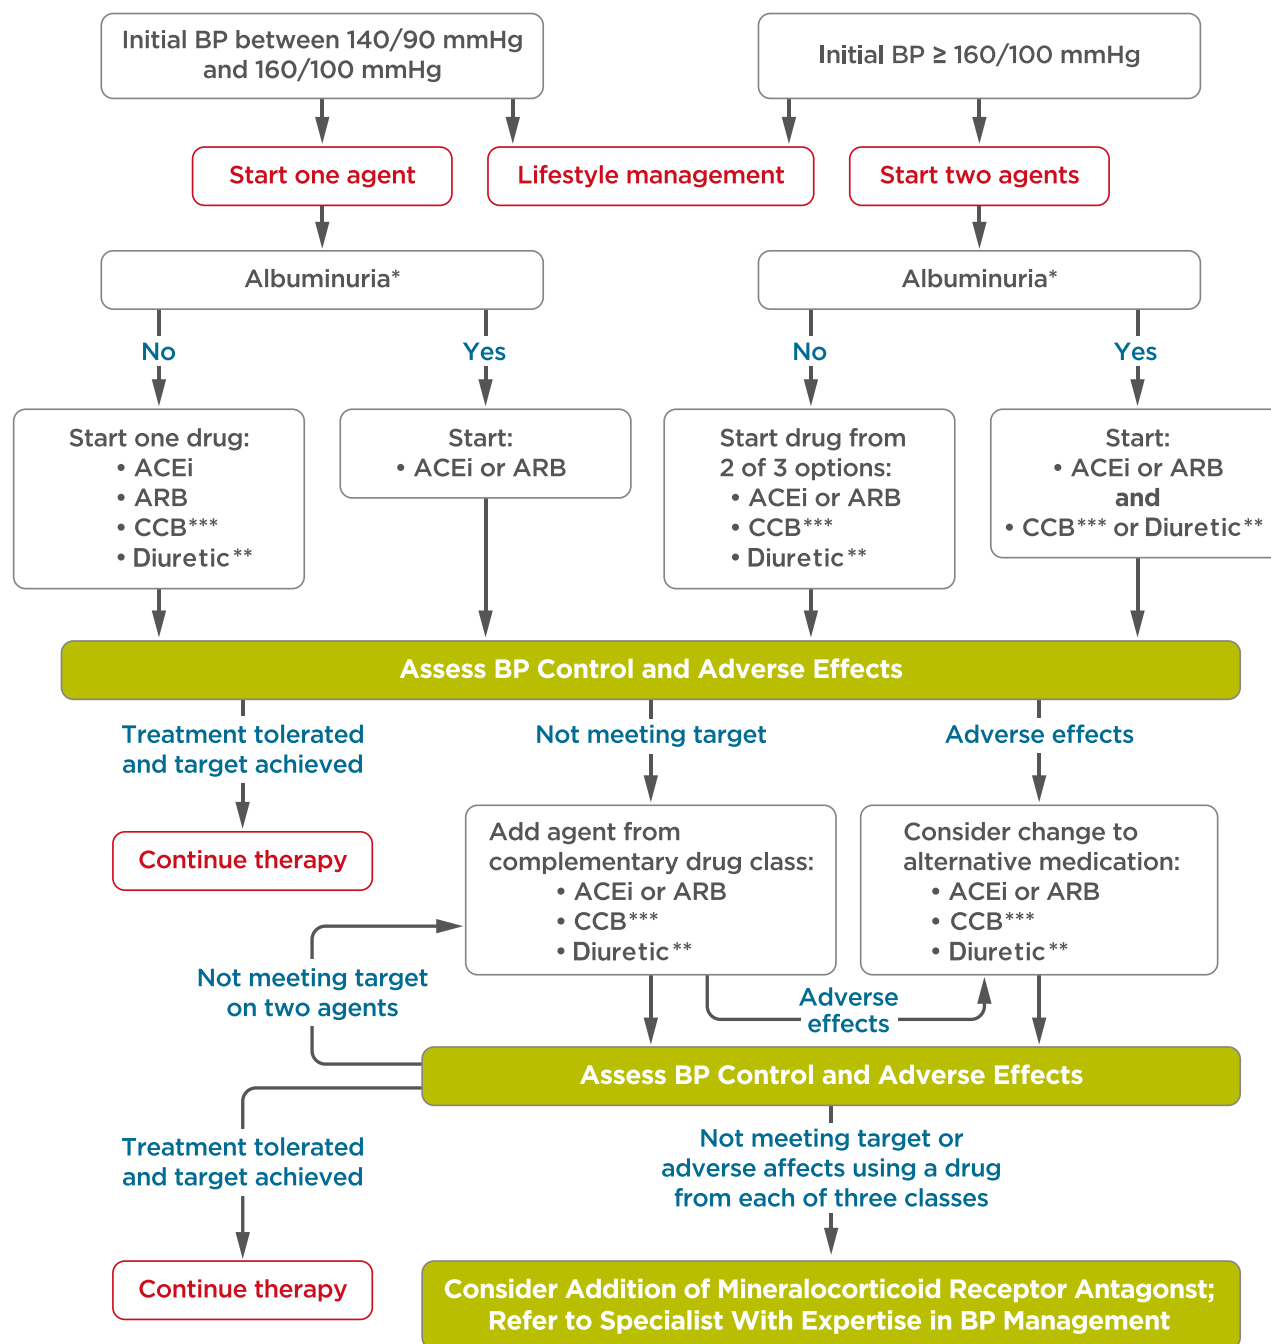 Initial BP between 140/90 mmHg
and 160/100 mmHg
Initial BP ≥ 160/100 mmHg
Start one agent
Lifestyle management
Start two agents
Albuminuria*
Albuminuria*
No
Yes
No
Yes
Start one drug:
• ACEi
• ARB
• CCB***
• Diuretic**
Start:
• ACEi or ARB
Start drug from
2 of 3 options:
• ACEi or ARB
• CCB***
• Diuretic**
Start:
• ACEi or ARB
and
• CCB*** or Diuretic**
Assess BP Control and Adverse Effects
Treatment tolerated
and target achieved
Not meeting target
Adverse effects
Continue therapy
Add agent from
complementary drug class:
• ACEi or ARB
• CCB***
• Diuretic**
Consider change to
alternative medication:
• ACEi or ARB
• CCB***
• Diuretic**
Not meeting target
on two agents
Adverse
effects
Assess BP Control and Adverse Effects
Treatment tolerated
and target achieved
Not meeting target or
adverse affects using a drug
from each of three classes
Continue therapy
Consider Addition of Mineralocorticoid Receptor Antagonst;
Refer to Specialist With Expertise in BP Management